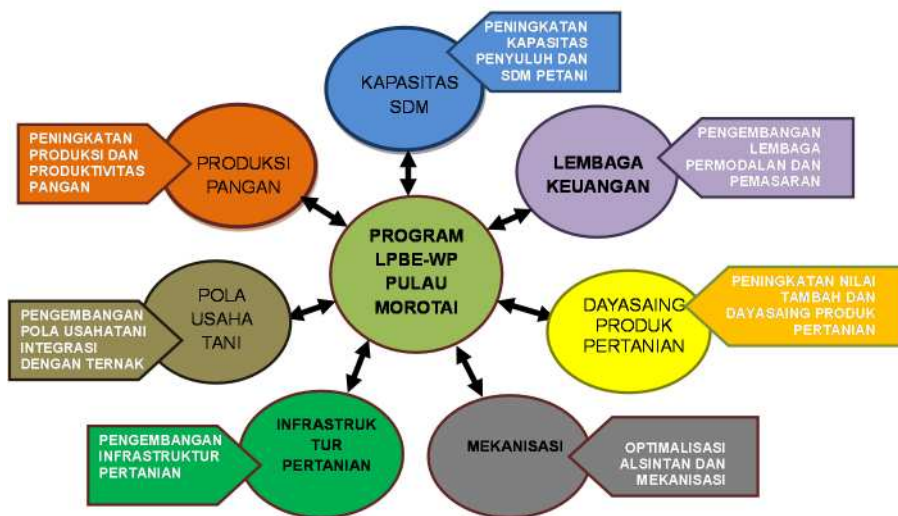 PENINGKATAN
KAPASITAS
PENYULUH DAN
SDM PETANI
KAPASITAS
SDM
PENINGKATAN
PRODUKSI DAN
PRODUKTIVITAS
PANGAN
PRODUKSI
PANGAN
LEMBAGA
KEUANGAN
PENGEMBANGAN
LEMBAGA
PERMODALAN DAN
PEMASARAN
PROGRAM
LPBE-WP
PULAU
MOROTAI
PENGEMBANGAN
POLA USAHATANI
INTEGRASI
DENGAN TERNAK
POLA
USAHA
TANI
DAYASAING
PRODUK
PERTANIAN
PENINGKATAN NILAI
TAMBAH DAN
DAYASAING PRODUK
PERTANIAN
PENGEMBANGAN
INFRASTRUKTUR
PERTANIAN
INFRASTRUK
TUR
PERTANIAN
MEKANISASI
OPTIMALISASI
ALSINTAN DAN
MEKANISASI